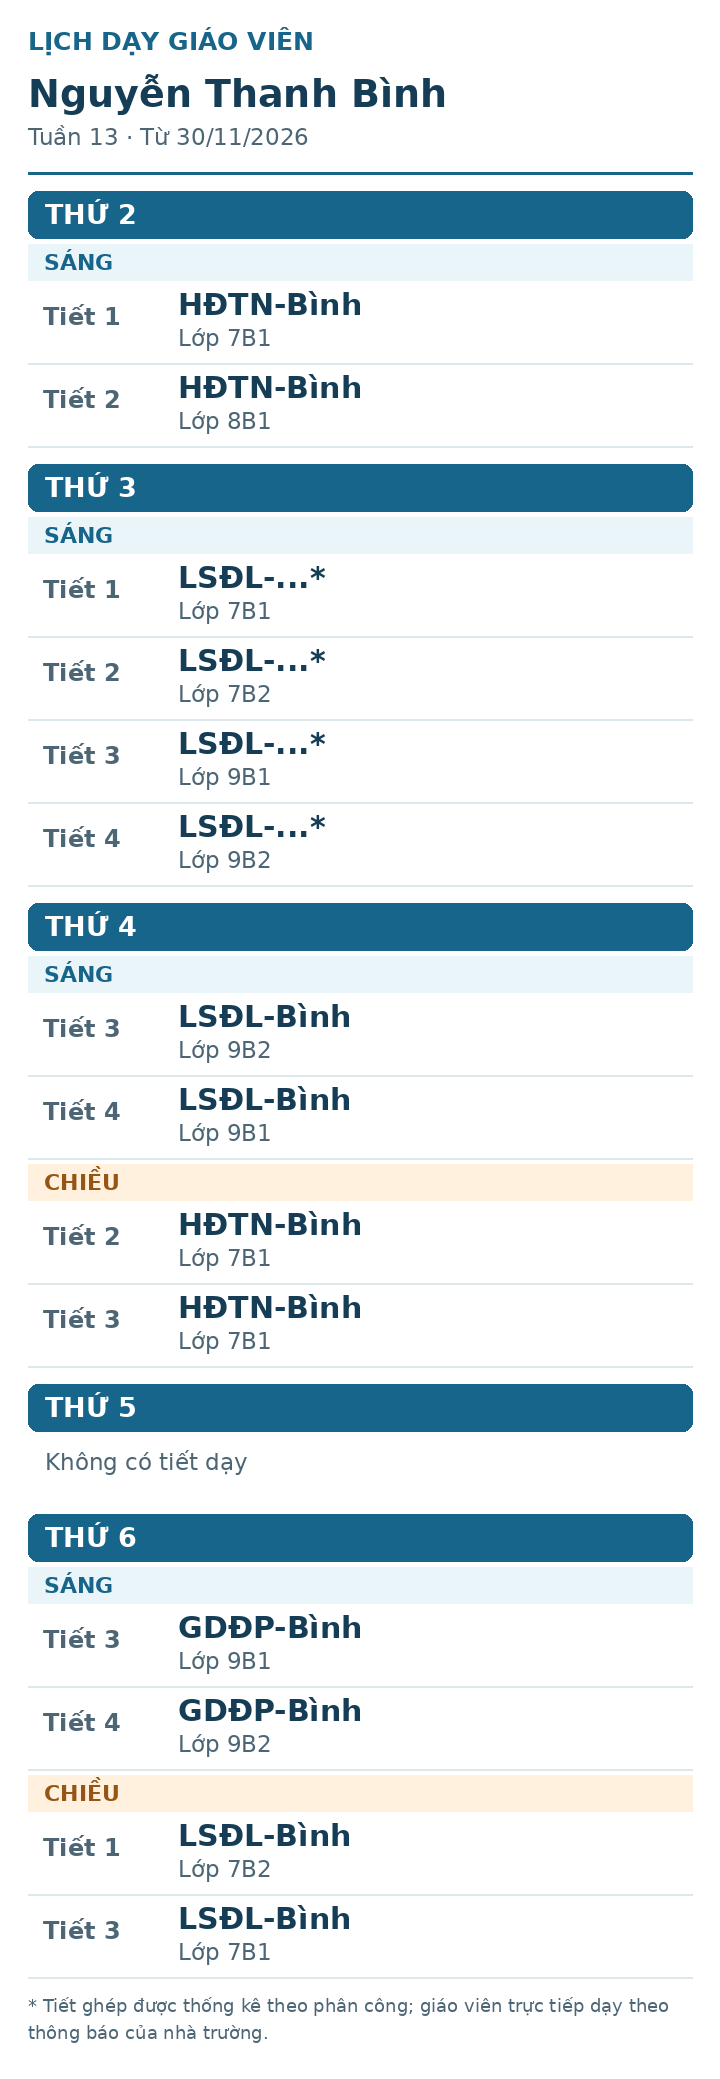 LỊCH DẠY GIÁO VIÊN
Nguyễn Thanh Bình
Tuần 13 · Từ 30/11/2026
THỨ 2
SÁNG
Tiết 1
HĐTN-Bình
Lớp 7B1
Tiết 2
HĐTN-Bình
Lớp 8B1
THỨ 3
SÁNG
Tiết 1
LSĐL-...*
Lớp 7B1
Tiết 2
LSĐL-...*
Lớp 7B2
Tiết 3
LSĐL-...*
Lớp 9B1
Tiết 4
LSĐL-...*
Lớp 9B2
THỨ 4
SÁNG
Tiết 3
LSĐL-Bình
Lớp 9B2
Tiết 4
LSĐL-Bình
Lớp 9B1
CHIỀU
Tiết 2
HĐTN-Bình
Lớp 7B1
Tiết 3
HĐTN-Bình
Lớp 7B1
THỨ 5
Không có tiết dạy
THỨ 6
SÁNG
Tiết 3
GDĐP-Bình
Lớp 9B1
Tiết 4
GDĐP-Bình
Lớp 9B2
CHIỀU
Tiết 1
LSĐL-Bình
Lớp 7B2
Tiết 3
LSĐL-Bình
Lớp 7B1
* Tiết ghép được thống kê theo phân công; giáo viên trực tiếp dạy theo
thông báo của nhà trường.